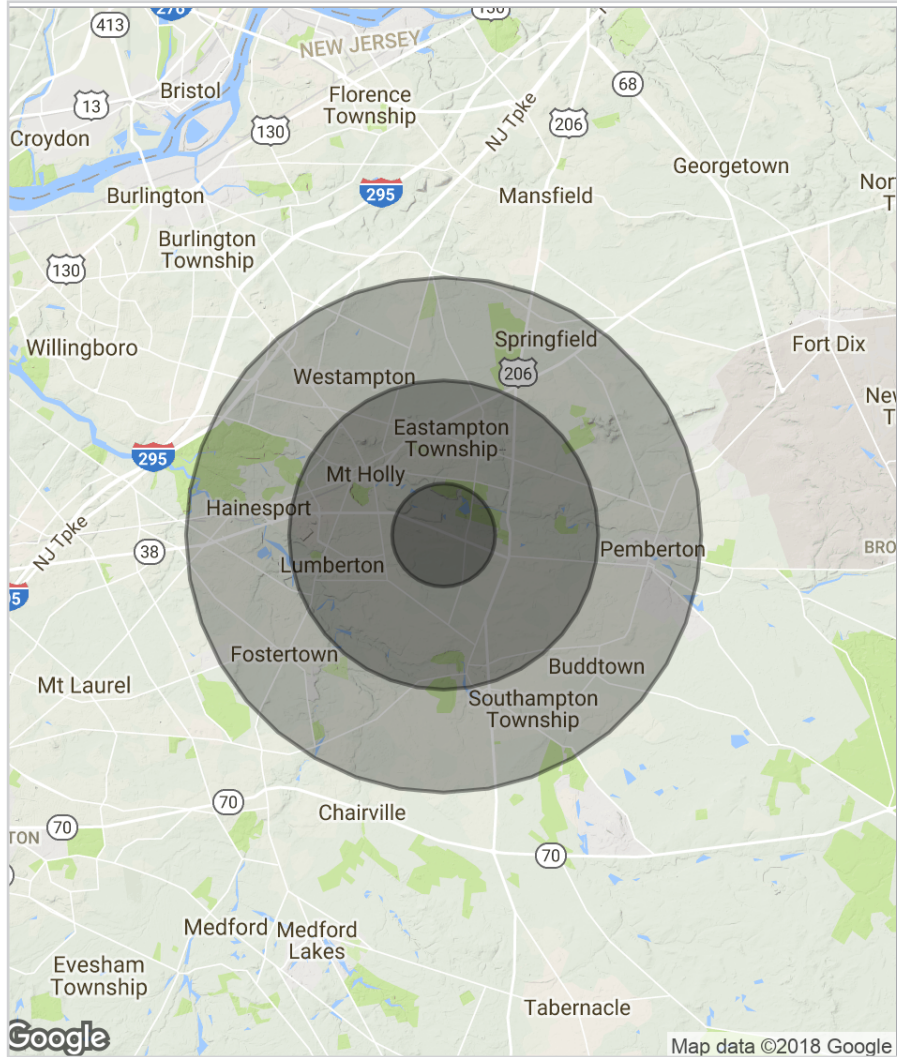 276
130
413
NEW JERSEY
Bristol
Florence
Township
68
13
NJ Tpke
130
206
Croydon
Georgetown
295
Burlington
Mansfield
Burlington
Township
130
Springfield
Willingboro
Fort Dix
Westampton
206
Eastampton
Township
295
Mt Holly
Hainesport
NJ Tpke
38
Pemberton
BRO
Lumberton
Fostertown
Buddtown
Mt Laurel
Southampton
Township
70
Chairville
70
TON
70
Medford
Medford
Lakes
Evesham
Township
Tabernacle
Google
Map data ©2018 Google